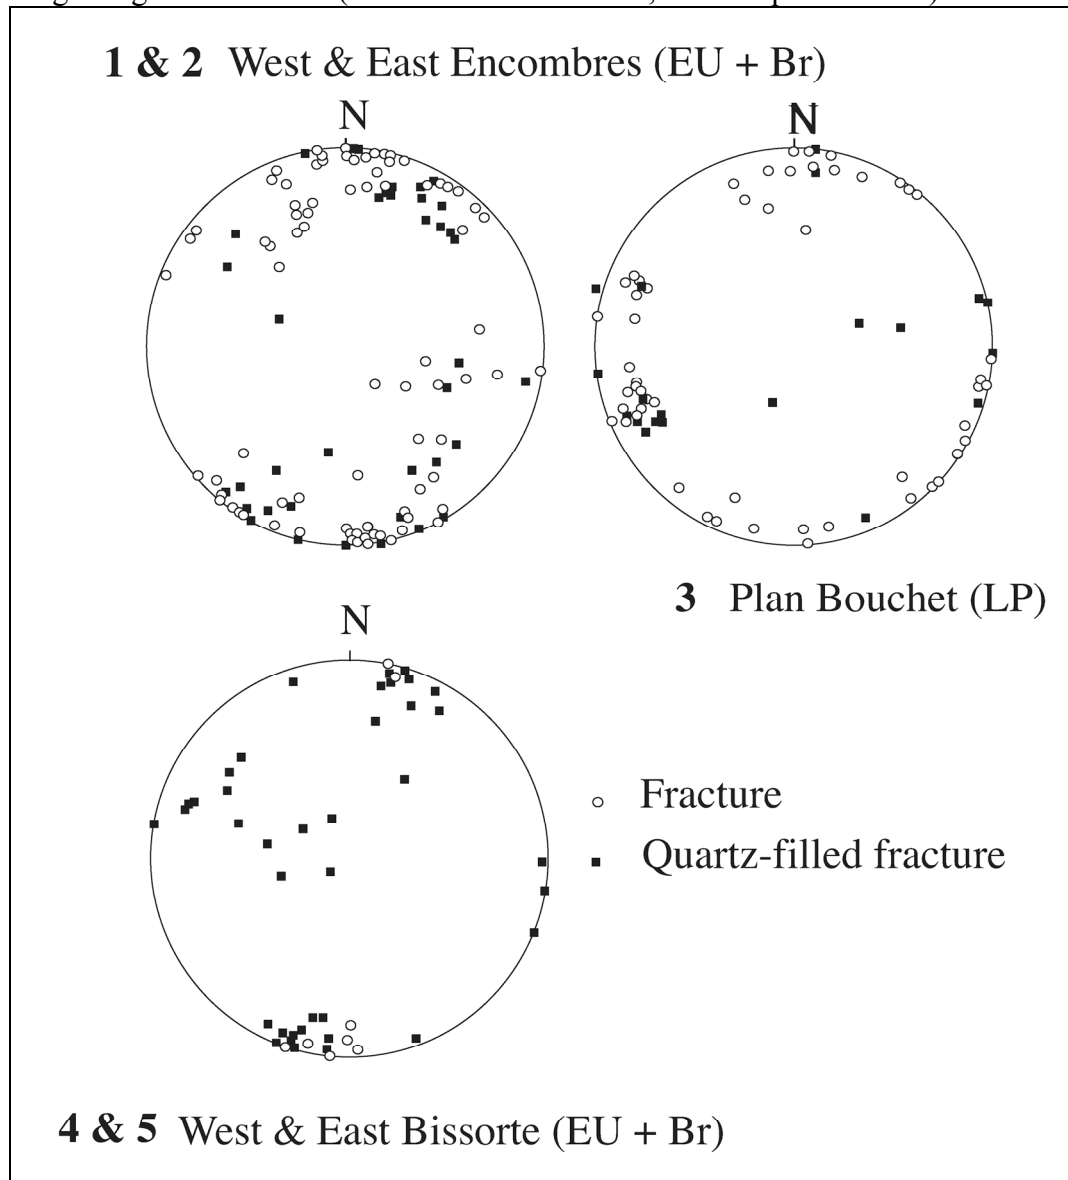 1 & 2 West & East Encombres (EU + Br)
N
N
3 Plan Bouchet (LP)
N
Fracture
Quartz-filled fracture
4 & 5 West & East Bissorte (EU + Br)